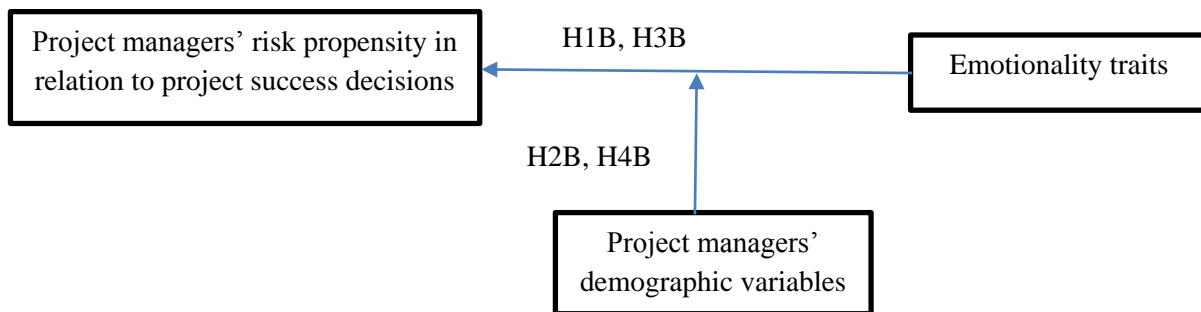 Project managers’ risk propensity in
relation to project success decisions
H1B, H3B
Emotionality traits
H2B, H4B
Project managers’
demographic variables